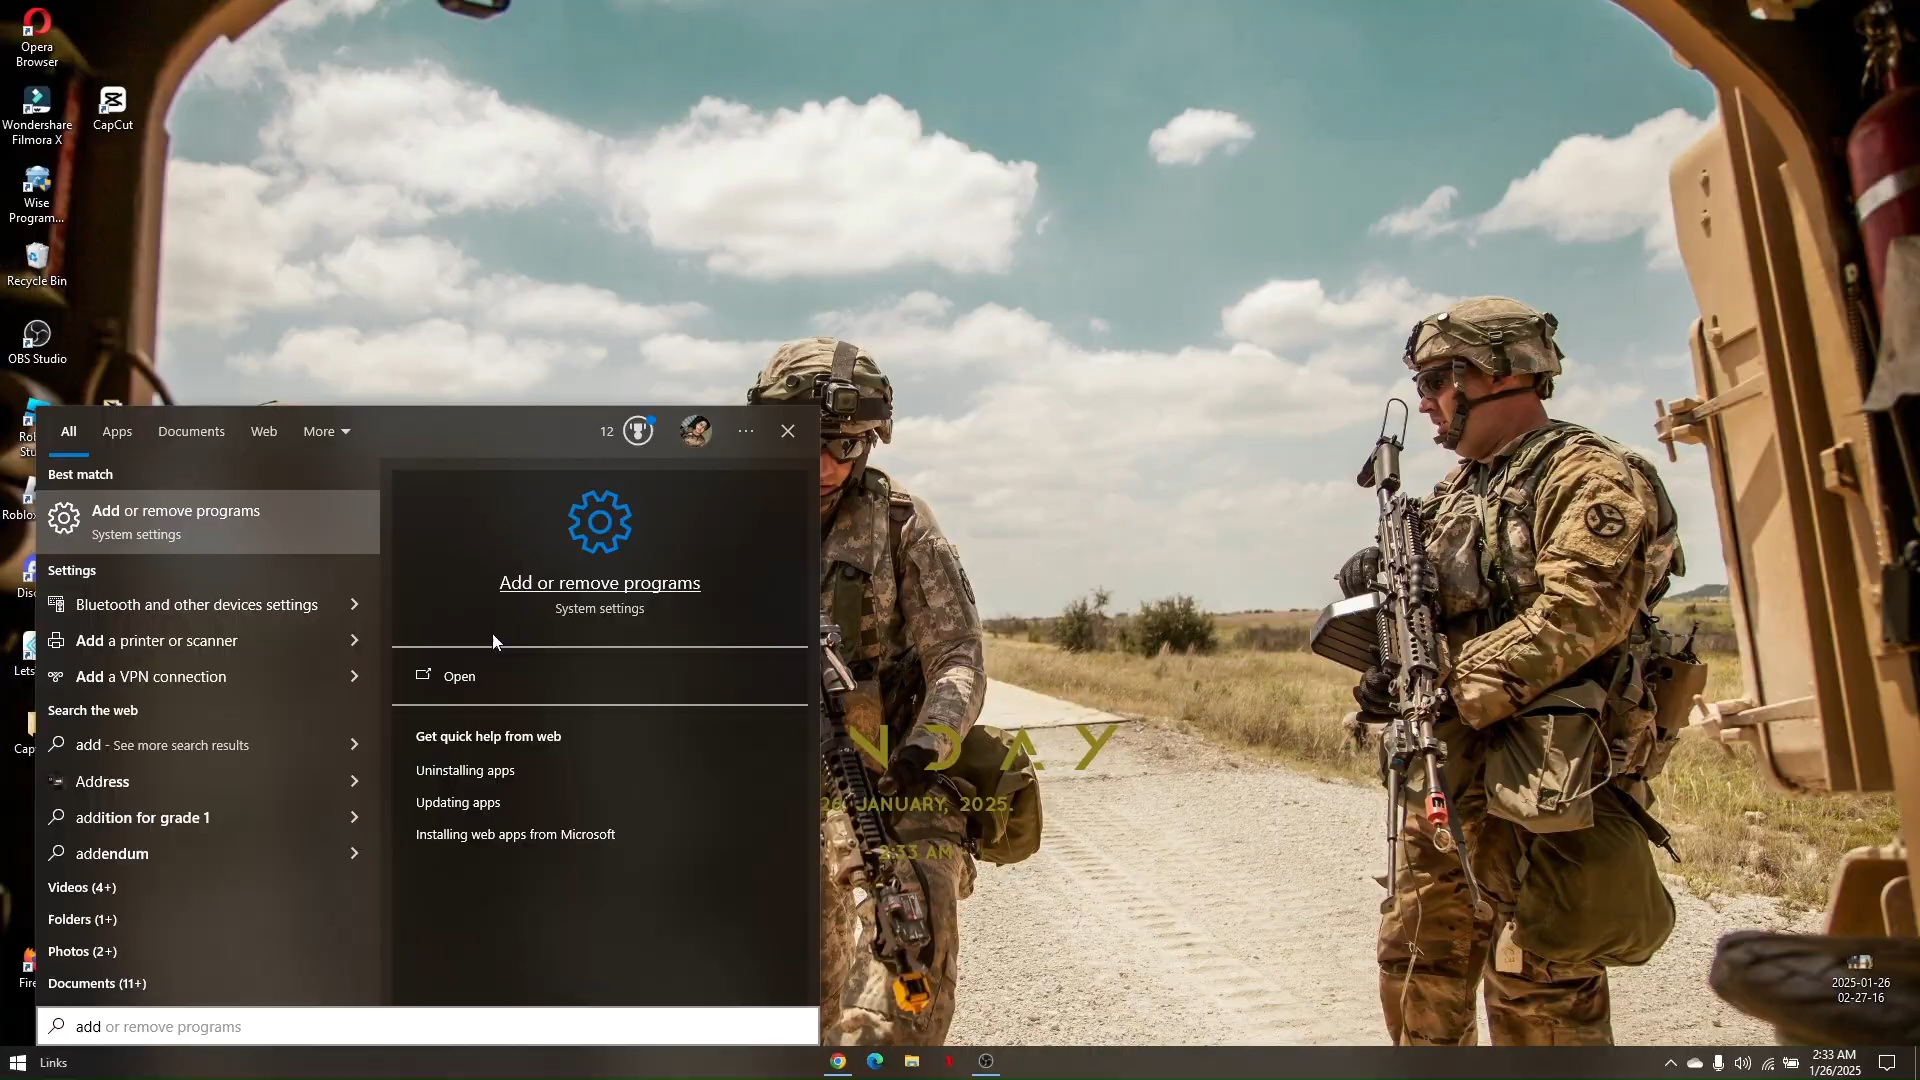 Opera
Browser
Wondershare
Filmora X
CapCut
Wise
Program...
Recycle Bin
OBS Studio
All
Apps
Documents
Web
More
12
Best match
Add or remove programs
System settings
Settings
Bluetooth and other devices settings
Add a printer or scanner
Add a VPN connection
Search the web
add - See more search results
Address
addition for grade 1
addendum
Videos (4+)
Folders (1+)
Photos (2+)
Documents (11+)
Add or remove programs
System settings
Open
Get quick help from web
Uninstalling apps
Updating apps
Installing web apps from Microsoft
NDAY
26 JANUARY, 2025.
- 2:33 AM -
2025-01-26
02-27-16
add or remove programs
Links
2:33 AM
1/26/2025